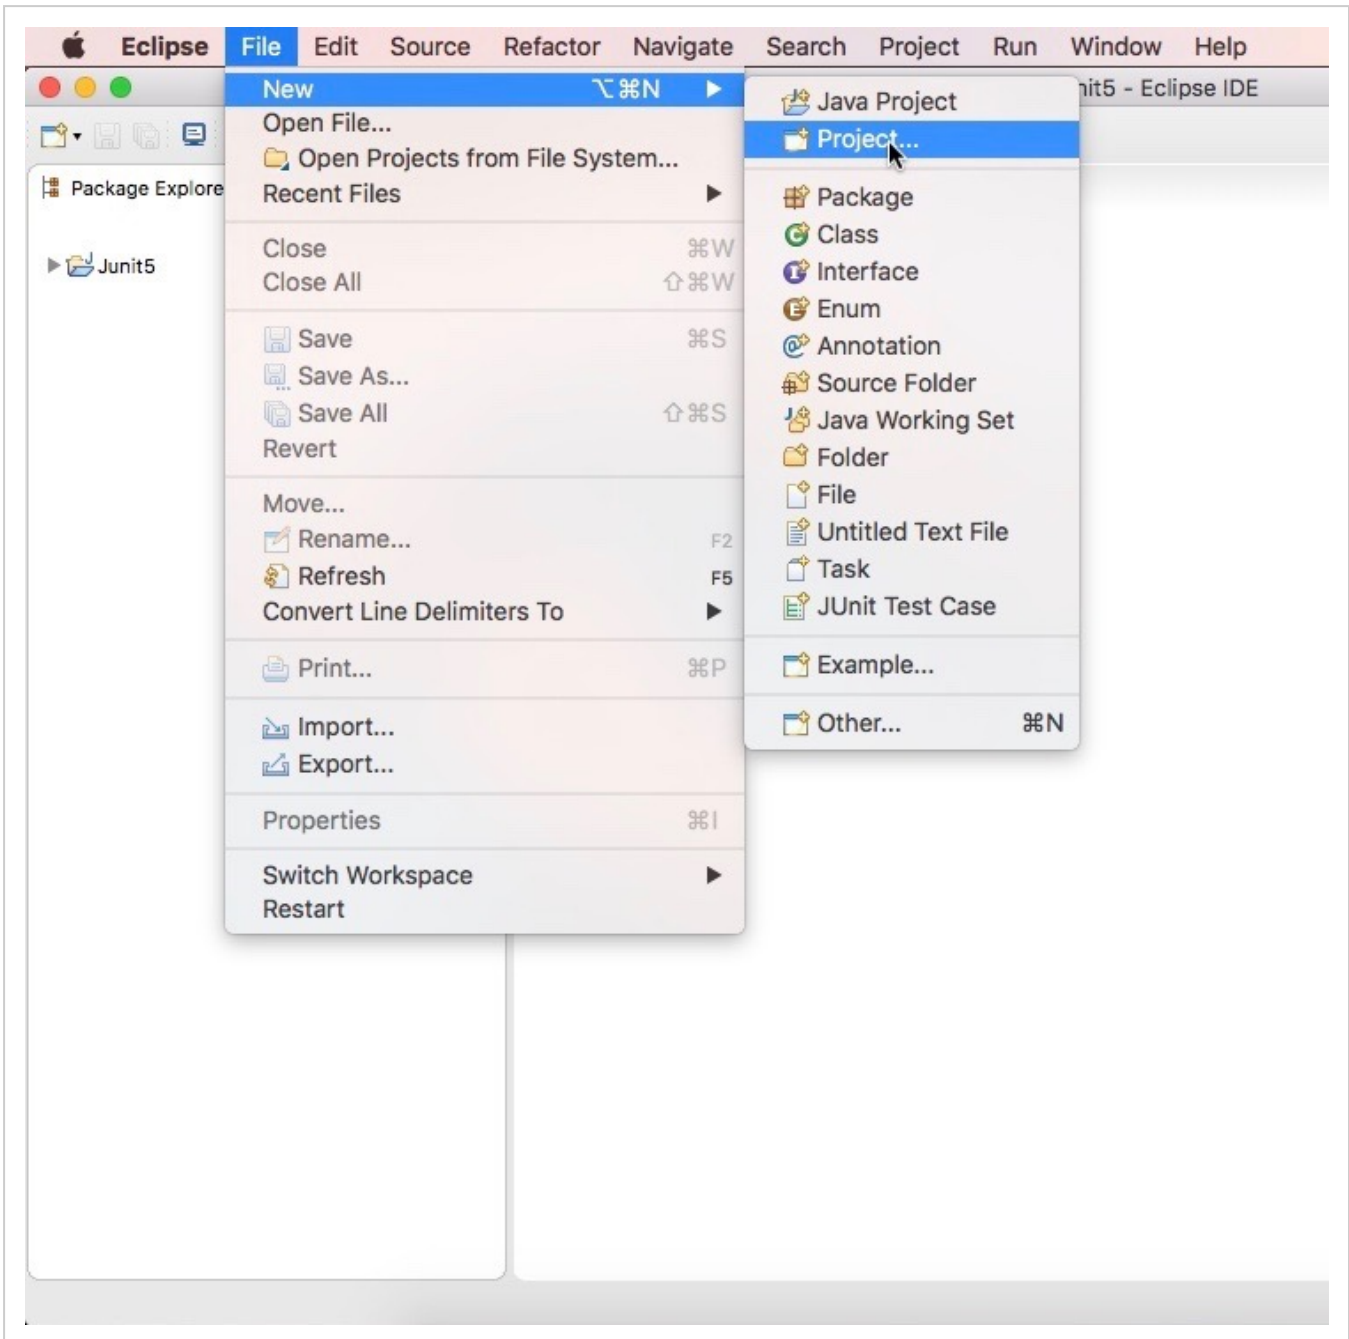 Eclipse File Edit Source Refactor Navigate Search Project Run Window Help
nit5 - Eclipse IDE
Package Explore
Junit5
New ⌥⌘N ▶
Open File...
Open Projects from File System...
Recent Files ▶
Close ⌘W
Close All ⇧⌘W
Save ⌘S
Save As...
Save All ⇧⌘S
Revert
Move...
Rename... F2
Refresh F5
Convert Line Delimiters To ▶
Print... ⌘P
Import...
Export...
Properties ⌘I
Switch Workspace ▶
Restart
Java Project
Project...
Package
Class
Interface
Enum
Annotation
Source Folder
Java Working Set
Folder
File
Untitled Text File
Task
JUnit Test Case
Example...
Other... ⌘N